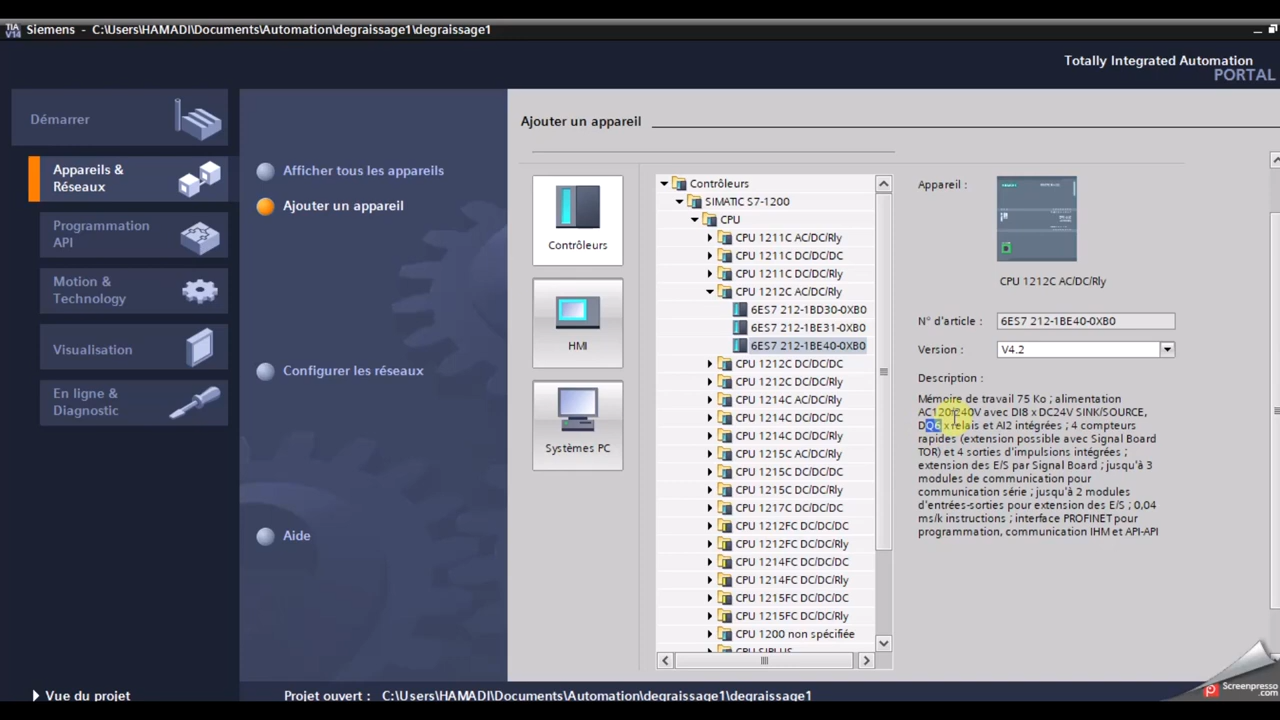 TIA
V14
Siemens - C:\Users\HAMADI\Documents\Automation\degraissage1\degraissage1
Totally Integrated Automation
PORTAL
Démarrer
Appareils &
Réseaux
Programmation
API
Motion &
Technology
Visualisation
En ligne &
Diagnostic
Vue du projet
Afficher tous les appareils
Ajouter un appareil
Configurer les réseaux
Aide
Projet ouvert : C:\Users\HAMADI\Documents\Automation\degraissage1\degraissage1
Ajouter un appareil
Contrôleurs
HMI
Systèmes PC
Contrôleurs
SIMATIC S7-1200
CPU
CPU 1211C AC/DC/Rly
CPU 1211C DC/DC/DC
CPU 1211C DC/DC/Rly
CPU 1212C AC/DC/Rly
6ES7 212-1BD30-0XB0
6ES7 212-1BE31-0XB0
6ES7 212-1BE40-0XB0
CPU 1212C DC/DC/DC
CPU 1212C DC/DC/Rly
CPU 1214C AC/DC/Rly
CPU 1214C DC/DC/DC
CPU 1214C DC/DC/Rly
CPU 1215C AC/DC/Rly
CPU 1215C DC/DC/DC
CPU 1215C DC/DC/Rly
CPU 1217C DC/DC/DC
CPU 1212FC DC/DC/DC
CPU 1212FC DC/DC/Rly
CPU 1214FC DC/DC/DC
CPU 1214FC DC/DC/Rly
CPU 1215FC DC/DC/DC
CPU 1215FC DC/DC/Rly
CPU 1200 non spécifiée
CPU SIPLUS
Appareil :
CPU 1212C AC/DC/Rly
N° d'article : 6ES7 212-1BE40-0XB0
Version : V4.2
Description :
Mémoire de travail 75 Ko ; alimentation
AC120/240V avec DI8 x DC24V SINK/SOURCE,
DQ6 x relais et AI2 intégrées ; 4 compteurs
rapides (extension possible avec Signal Board
TOR) et 4 sorties d'impulsions intégrées ;
extension des E/S par Signal Board ; jusqu'à 3
modules de communication pour
communication série ; jusqu'à 2 modules
d'entrées-sorties pour extension des E/S ; 0,04
ms/k instructions ; interface PROFINET pour
programmation, communication IHM et API-API
Screenpresso
.com